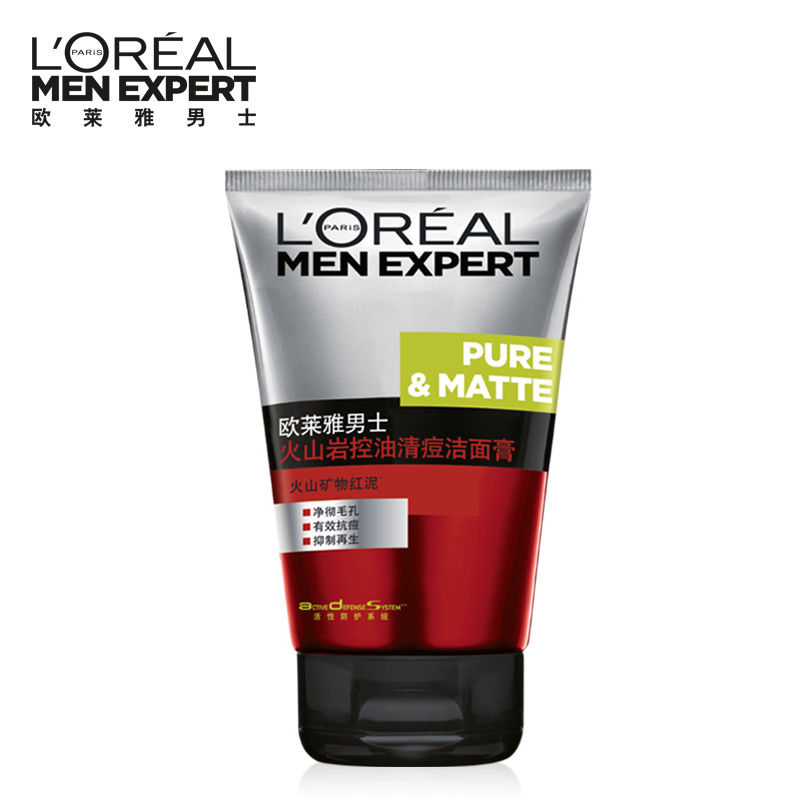 L'ORÉAL
PARIS
MEN EXPERT
欧莱雅男士
L'ORÉAL
PARIS
MEN EXPERT
PURE
& MATTE
欧莱雅男士
火山岩控油清痘洁面膏
火山矿物红泥*
净彻毛孔
有效抗痘
抑制再生
ACTIVE DEFENSE SYSTEM**
活性防护系统